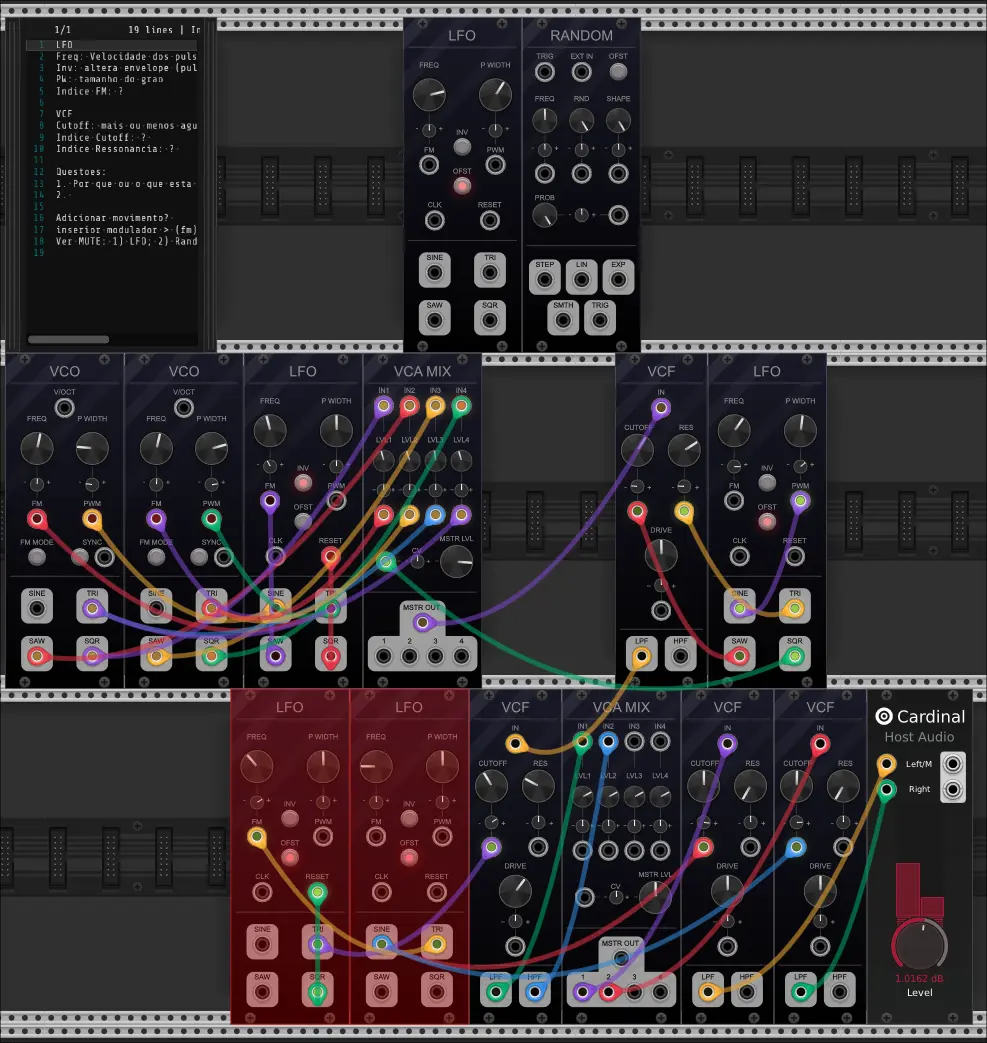 1/1 19 lines | In
1 LFO
2 Freq: Velocidade dos puls
3 Inv: altera envelope (pul
4 PW: tamanho do grao
5 Indice FM: ?
6
7 VCF
8 Cutoff: mais ou menos agu
9 Indice Cutoff: ?
10 Indice Ressonancia: ?
11
12 Questoes:
13 1. Por que ou o que esta
14 2.
15
16 Adicionar movimento?
17 inserior modulador > (fm)
18 Ver MUTE: 1) LFO; 2) Rand
19
LFO
FREQ P WIDTH
- + - +
INV
FM PWM
OFST
CLK RESET
SINE TRI
SAW SQR
RANDOM
TRIG EXT IN OFST
FREQ RND SHAPE
- + - + - +
PROB
- +
STEP LIN EXP
SMTH TRIG
VCO
V/OCT
FREQ P WIDTH
- + - +
FM PWM
FM MODE SYNC
SINE TRI
SAW SQR
VCO
V/OCT
FREQ P WIDTH
- + - +
FM PWM
FM MODE SYNC
SINE TRI
SAW SQR
LFO
FREQ P WIDTH
- + - +
INV
FM PWM
OFST
CLK RESET
SINE TRI
SAW SQR
VCA MIX
IN1 IN2 IN3 IN4
LVL1 LVL2 LVL3 LVL4
MSTR LVL
- CV +
MSTR OUT
1 2 3 4
VCF
IN
CUTOFF RES
- + - +
DRIVE
- +
LPF HPF
LFO
FREQ P WIDTH
- + - +
INV
FM PWM
OFST
CLK RESET
SINE TRI
SAW SQR
LFO
FREQ P WIDTH
- + - +
INV
FM PWM
OFST
CLK RESET
SINE TRI
SAW SQR
LFO
FREQ P WIDTH
- + - +
INV
FM PWM
OFST
CLK RESET
SINE TRI
SAW SQR
VCF
IN
CUTOFF RES
- + - +
DRIVE
- +
LPF HPF
VCA MIX
IN1 IN2 IN3 IN4
LVL1 LVL2 LVL3 LVL4
MSTR LVL
CV
- +
MSTR OUT
1 2 3 4
VCF
IN
CUTOFF RES
- + - +
DRIVE
- +
LPF HPF
VCF
IN
CUTOFF RES
- + - +
DRIVE
- +
LPF HPF
Cardinal
Host Audio
Left/M
Right
1.0162 dB
Level